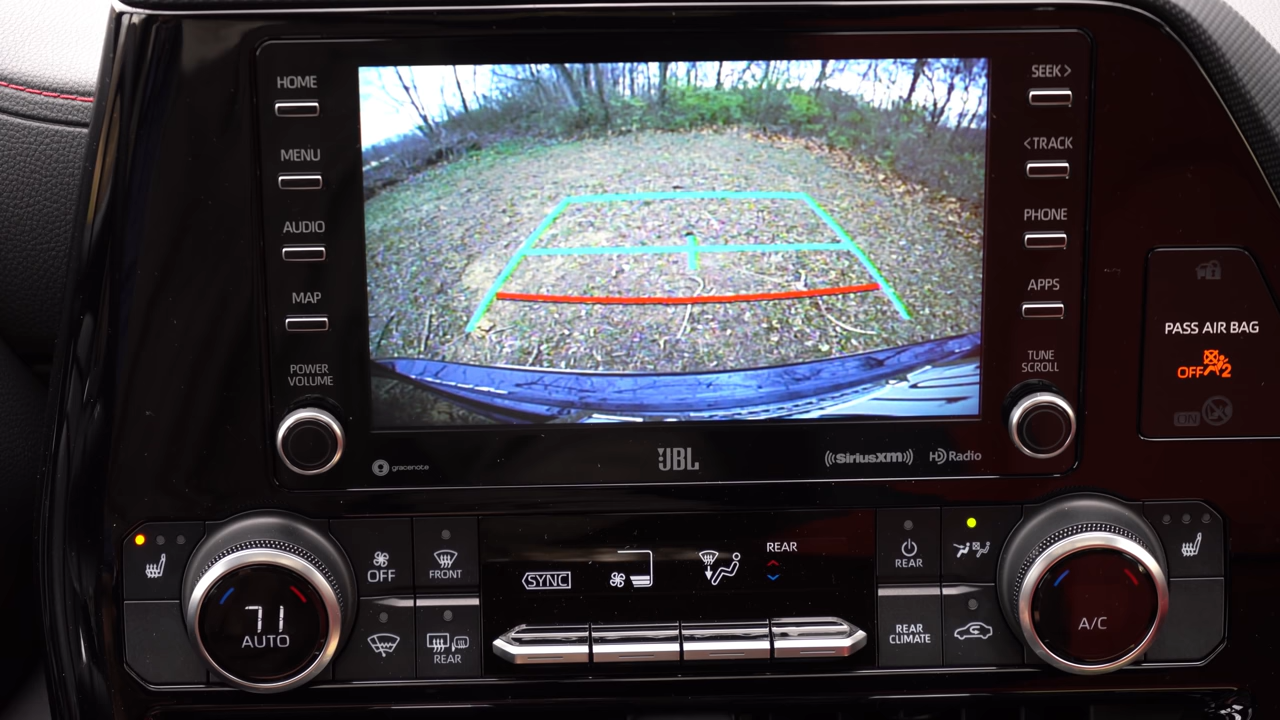 HOME
MENU
AUDIO
MAP
POWER
VOLUME
SEEK>
<TRACK
PHONE
APPS
TUNE
SCROLL
gracenote
JBL
((SiriusXM))
HD Radio
PASS AIR BAG
OFF 2
ON
71
AUTO
OFF
FRONT
REAR
SYNC
REAR
REAR
REAR
CLIMATE
A/C